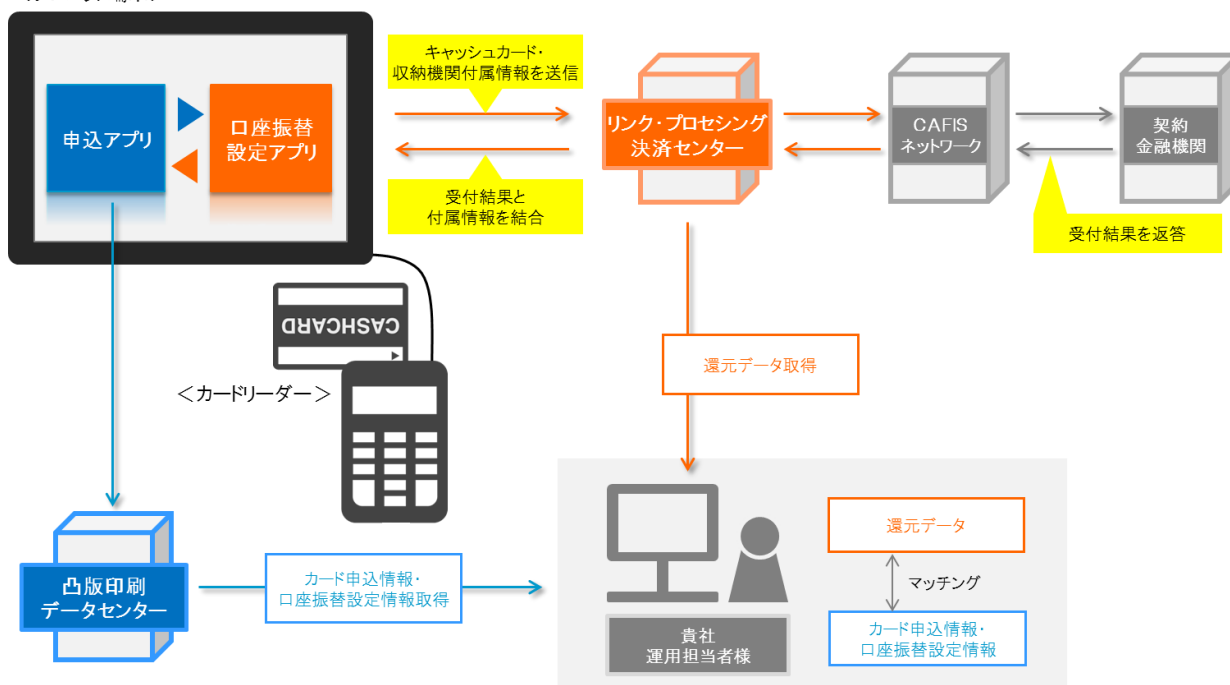 キャッシュカード・
収納機関付属情報を送信
申込アプリ
口座振替
設定アプリ
リンク・プロセシング
決済センター
CAFIS
ネットワーク
契約
金融機関
受付結果と
付属情報を結合
受付結果を返答
CASHCARD
還元データ取得
＜カードリーダー＞
凸版印刷
データセンター
カード申込情報・
口座振替設定情報取得
還元データ
マッチング
カード申込情報・
口座振替設定情報
貴社
運用担当者様